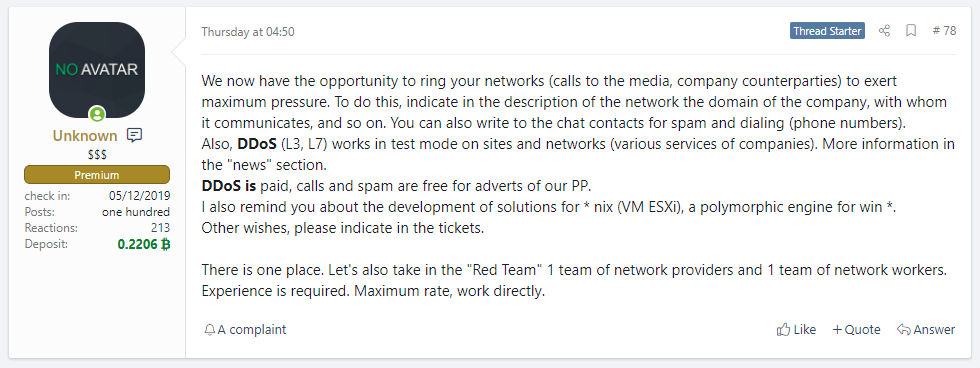 Thursday at 04:50
Thread Starter
# 78
NO AVATAR
Unknown
$$$
Premium
check in: 05/12/2019
Posts: one hundred
Reactions: 213
Deposit: 0.2206 ₿
We now have the opportunity to ring your networks (calls to the media, company counterparties) to exert
maximum pressure. To do this, indicate in the description of the network the domain of the company, with whom
it communicates, and so on. You can also write to the chat contacts for spam and dialing (phone numbers).
Also, DDoS (L3, L7) works in test mode on sites and networks (various services of companies). More information in
the "news" section.
DDoS is paid, calls and spam are free for adverts of our PP.
I also remind you about the development of solutions for * nix (VM ESXi), a polymorphic engine for win *.
Other wishes, please indicate in the tickets.
There is one place. Let's also take in the "Red Team" 1 team of network providers and 1 team of network workers.
Experience is required. Maximum rate, work directly.
A complaint
Like
+Quote
Answer